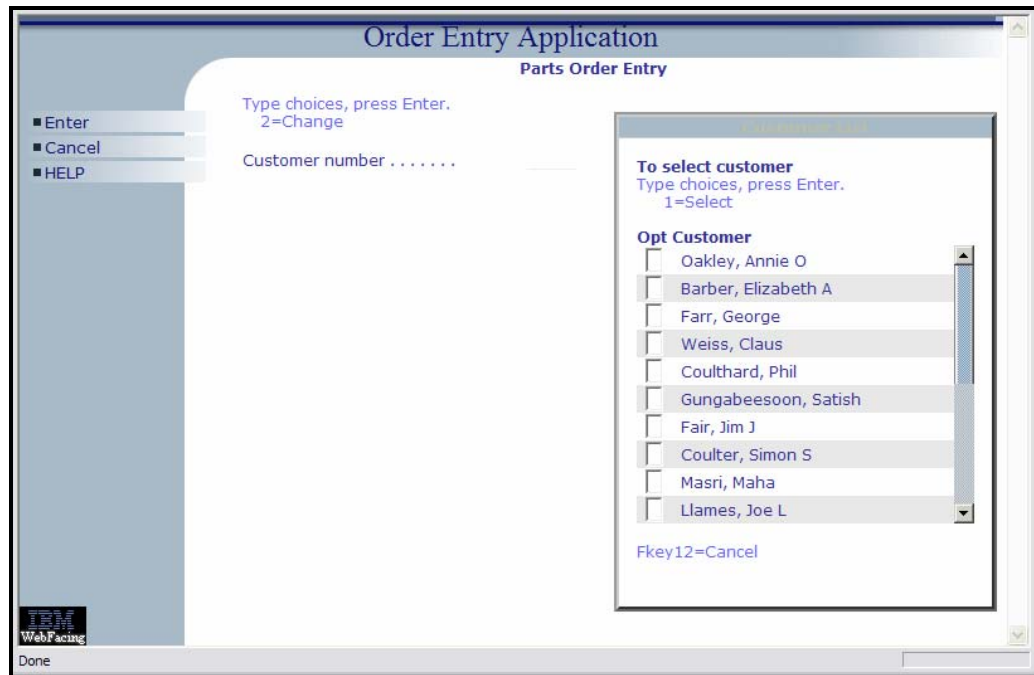 Order Entry Application
Parts Order Entry
Enter
Cancel
HELP
Type choices, press Enter.
2=Change
Customer number . . . . . . .
Customer List
To select customer
Type choices, press Enter.
1=Select
Opt Customer
Oakley, Annie O
Barber, Elizabeth A
Farr, George
Weiss, Claus
Coulthard, Phil
Gungabeesoon, Satish
Fair, Jim J
Coulter, Simon S
Masri, Maha
Llames, Joe L
Fkey12=Cancel
IBM
WebFacing
Done